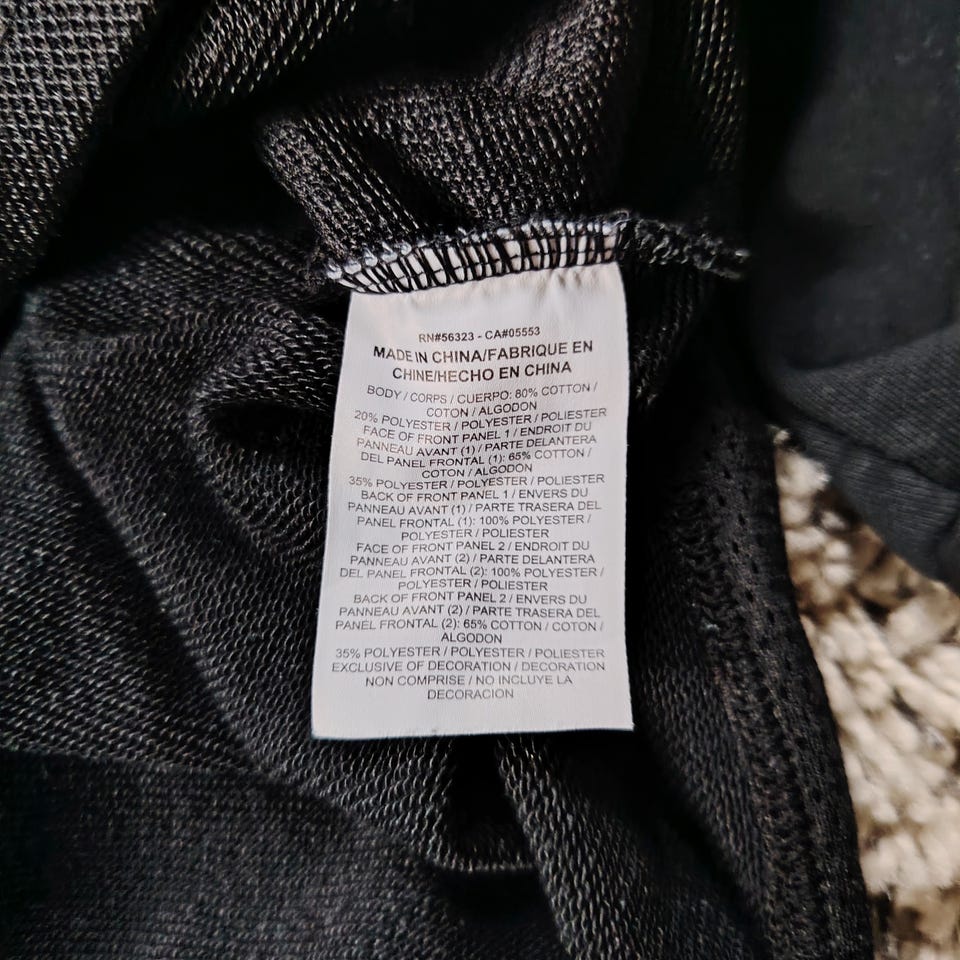 RN#56323 - CA#05553
MADE IN CHINA/FABRIQUE EN
CHINE/HECHO EN CHINA
BODY / CORPS / CUERPO: 80% COTTON /
COTON / ALGODON
20% POLYESTER / POLYESTER / POLIESTER
FACE OF FRONT PANEL 1 / ENDROIT DU
PANNEAU AVANT (1) / PARTE DELANTERA
DEL PANEL FRONTAL (1): 65% COTTON /
COTON / ALGODON
35% POLYESTER / POLYESTER / POLIESTER
BACK OF FRONT PANEL 1 / ENVERS DU
PANNEAU AVANT (1) / PARTE TRASERA DEL
PANEL FRONTAL (1): 100% POLYESTER /
POLYESTER / POLIESTER
FACE OF FRONT PANEL 2 / ENDROIT DU
PANNEAU AVANT (2) / PARTE DELANTERA
DEL PANEL FRONTAL (2): 100% POLYESTER /
POLYESTER / POLIESTER
BACK OF FRONT PANEL 2 / ENVERS DU
PANNEAU AVANT (2) / PARTE TRASERA DEL
PANEL FRONTAL (2): 65% COTTON / COTON /
ALGODON
35% POLYESTER / POLYESTER / POLIESTER
EXCLUSIVE OF DECORATION / DECORATION
NON COMPRISE / NO INCLUYE LA
DECORACION